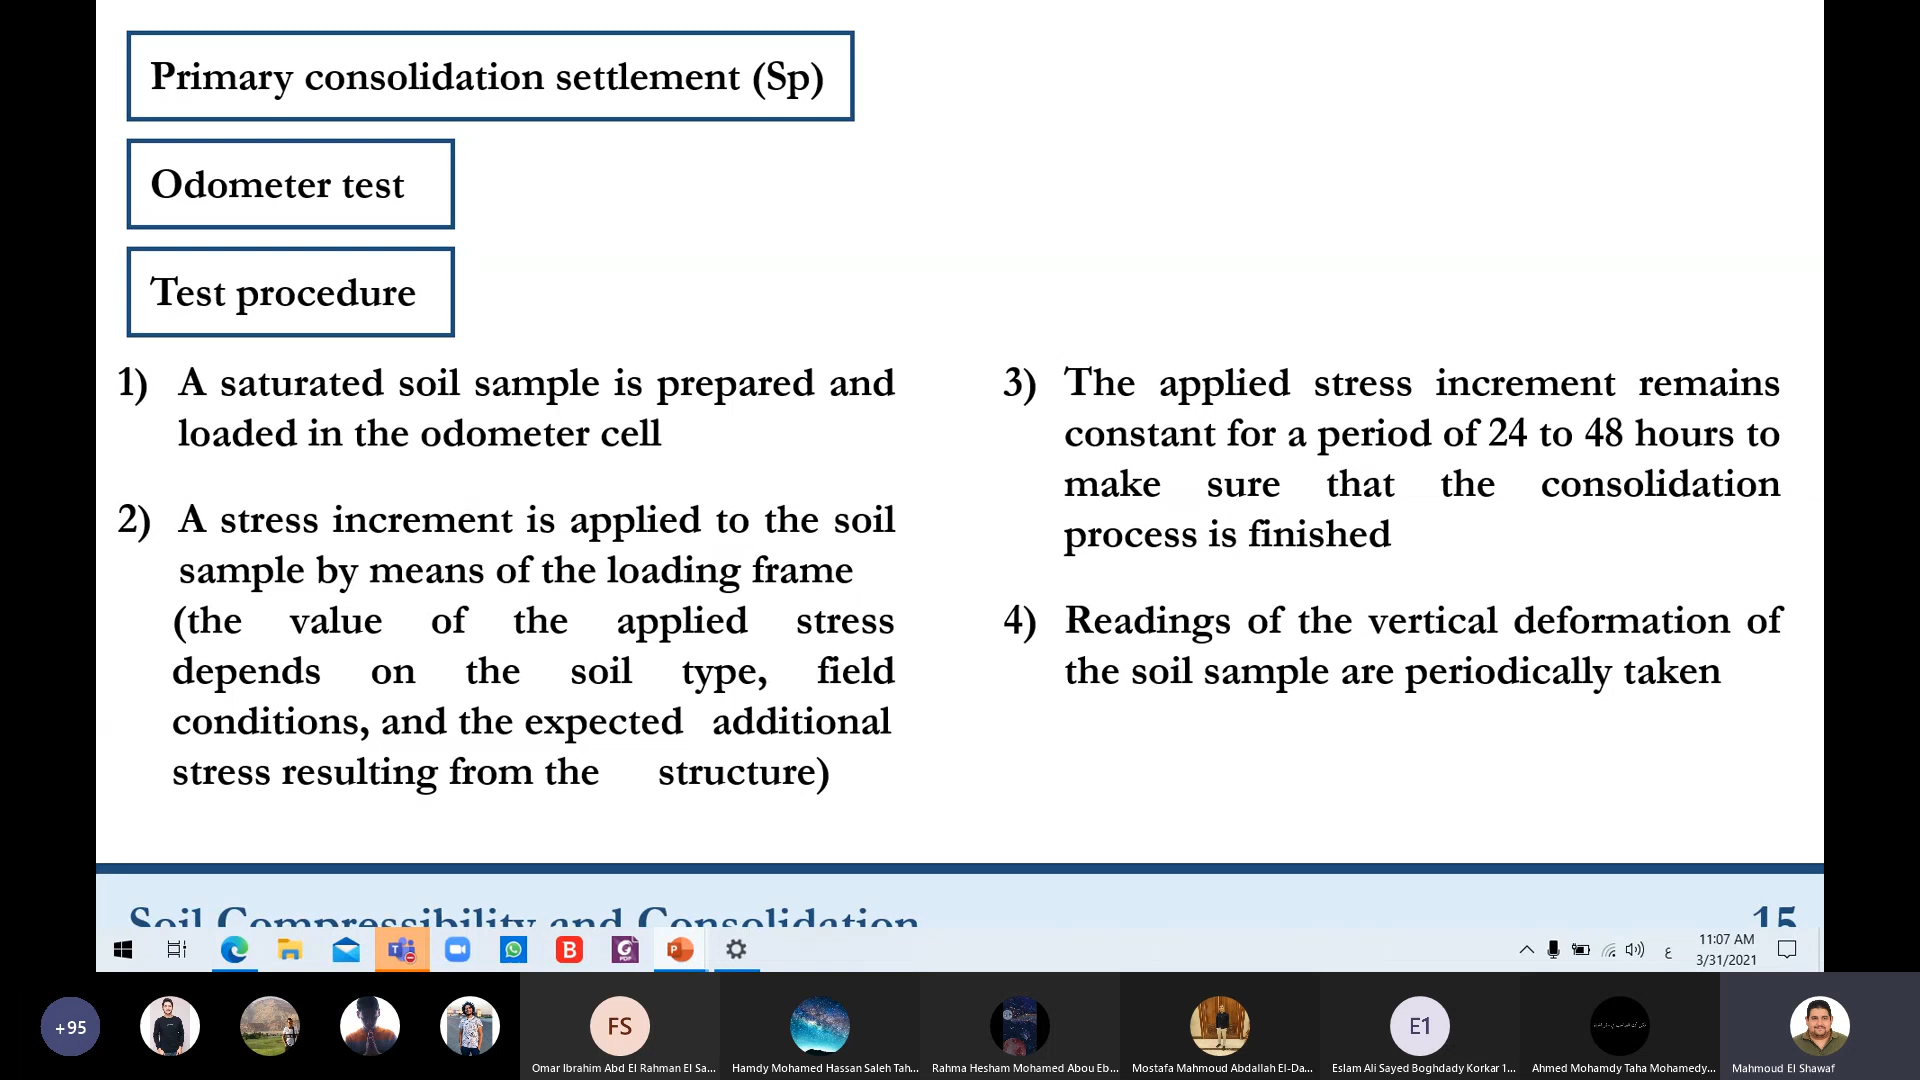 Primary consolidation settlement (Sp)
Odometer test
Test procedure
1) A saturated soil sample is prepared and
loaded in the odometer cell
2) A stress increment is applied to the soil
sample by means of the loading frame
(the value of the applied stress
depends on the soil type, field
conditions, and the expected additional
stress resulting from the structure)
3) The applied stress increment remains
constant for a period of 24 to 48 hours to
make sure that the consolidation
process is finished
4) Readings of the vertical deformation of
the soil sample are periodically taken
Soil Compressibility and Consolidation
15
T
B
PDF
P
ع
11:07 AM
3/31/2021
+95
FS
E1
Omar Ibrahim Abd El Rahman El Sa...
Hamdy Mohamed Hassan Saleh Tah...
Rahma Hesham Mohamed Abou Eb...
Mostafa Mahmoud Abdallah El-Da...
Eslam Ali Sayed Boghdady Korkar 1...
Ahmed Mohamdy Taha Mohamedy...
Mahmoud El Shawaf